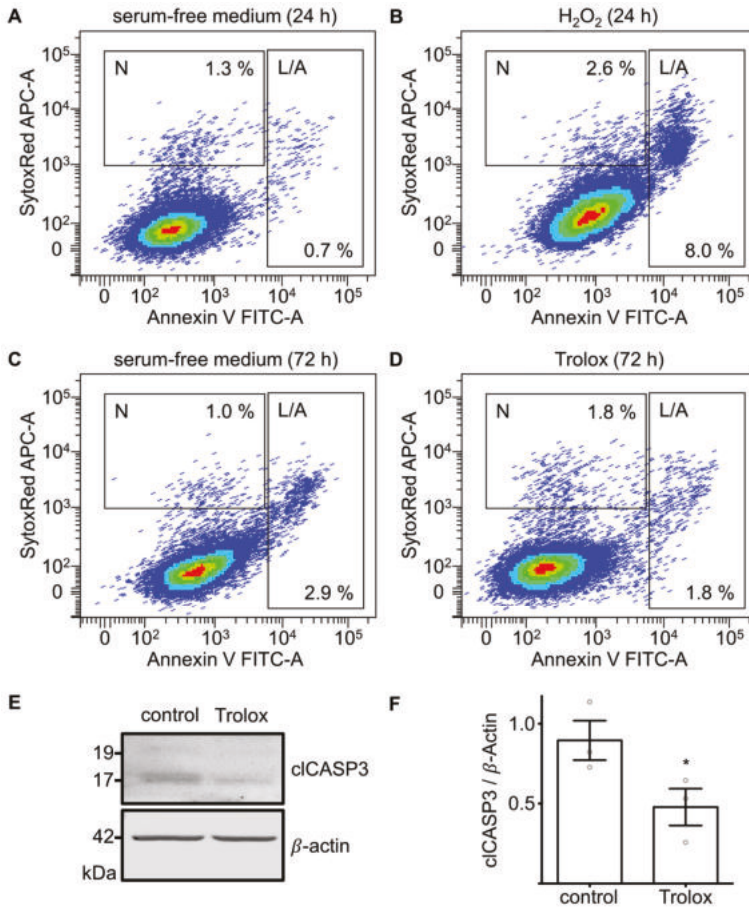 A serum-free medium (24 h)
N 1.3 % L/A
0.7 %
10⁵
10⁴
10³
10²
0
SytoxRed APC-A
0 10² 10³ 10⁴ 10⁵
Annexin V FITC-A
B H₂O₂ (24 h)
N 2.6 % L/A
8.0 %
10⁵
10⁴
10³
10²
0
SytoxRed APC-A
0 10² 10³ 10⁴ 10⁵
Annexin V FITC-A
C serum-free medium (72 h)
N 1.0 % L/A
2.9 %
10⁵
10⁴
10³
10²
0
SytoxRed APC-A
0 10² 10³ 10⁴ 10⁵
Annexin V FITC-A
D Trolox (72 h)
N 1.8 % L/A
1.8 %
10⁵
10⁴
10³
10²
0
SytoxRed APC-A
0 10² 10³ 10⁴ 10⁵
Annexin V FITC-A
E
control Trolox
19
17
clCASP3
42
β-actin
kDa
F
clCASP3 / β-Actin
1.0
0.5
*
control Trolox